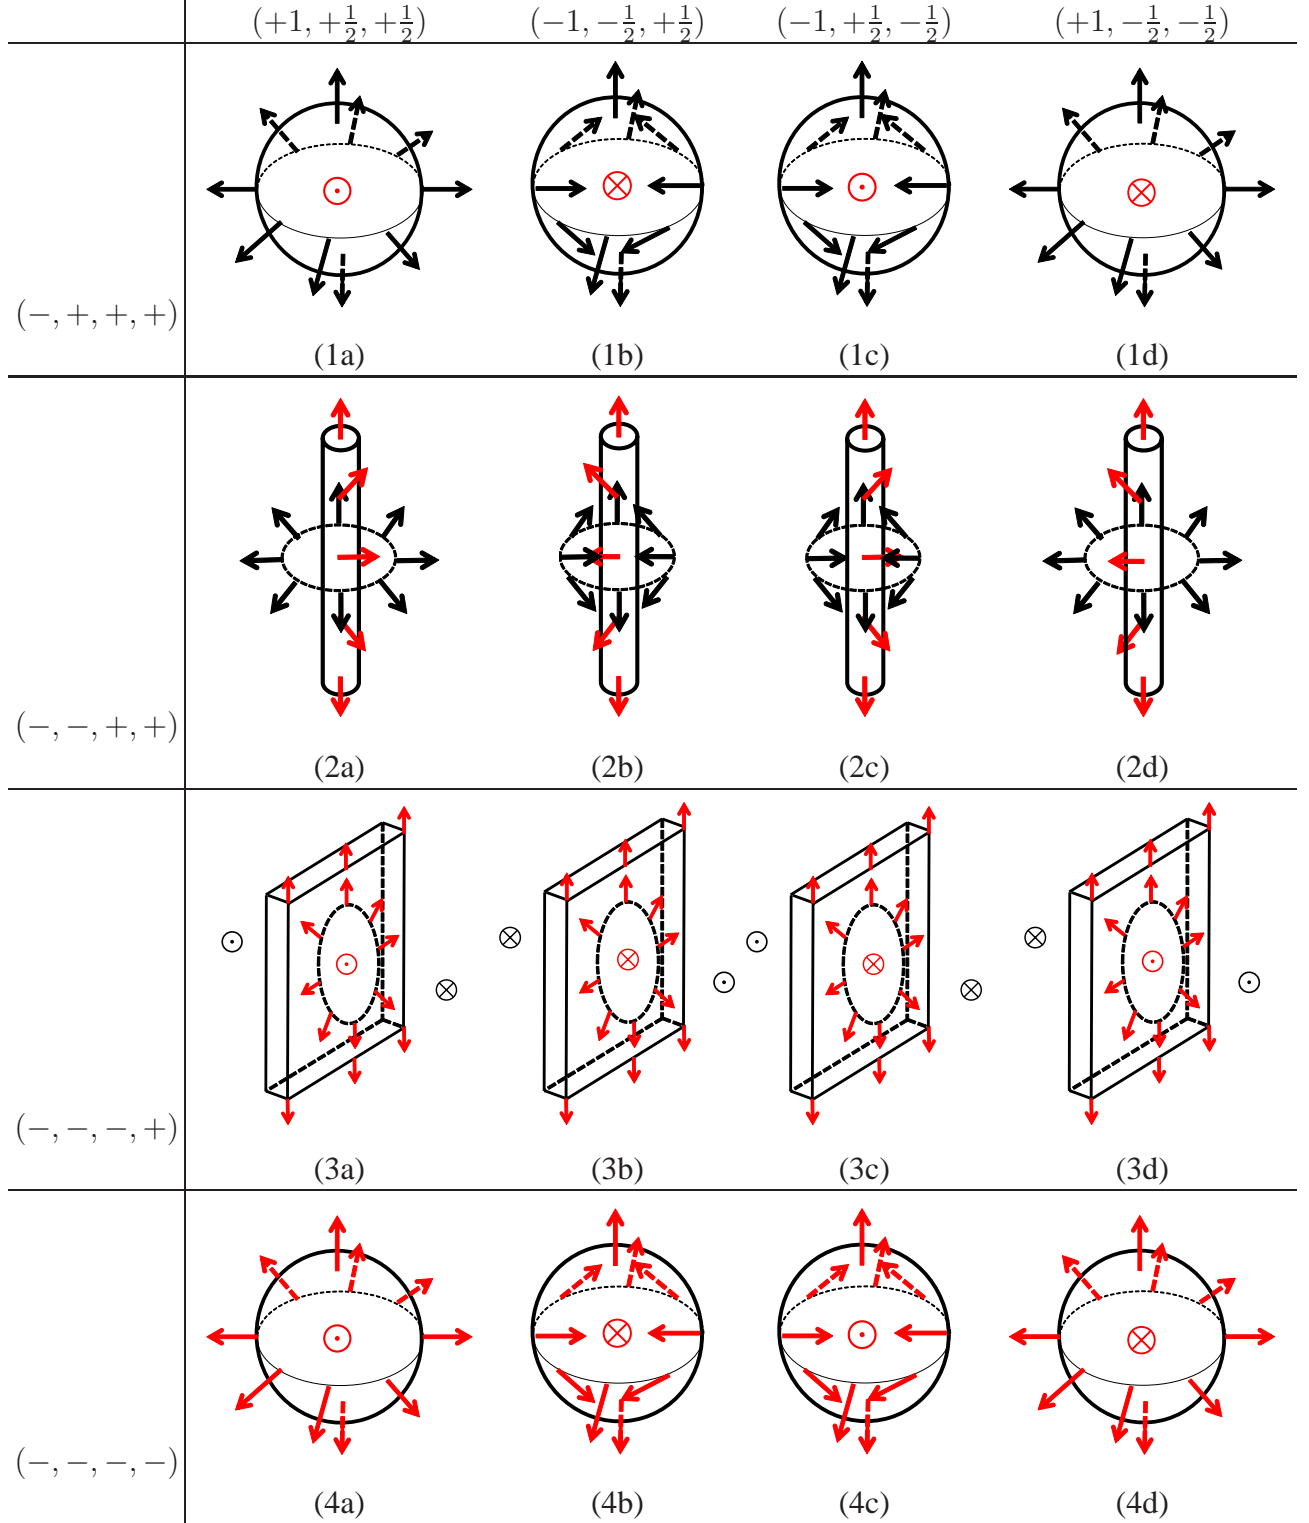 (+1, +1/2, +1/2) (−1, −1/2, +1/2) (−1, +1/2, −1/2) (+1, −1/2, −1/2)
(−, +, +, +)
(1a) (1b) (1c) (1d)
(−, −, +, +)
(2a) (2b) (2c) (2d)
(−, −, −, +)
(3a) (3b) (3c) (3d)
(−, −, −, −)
(4a) (4b) (4c) (4d)